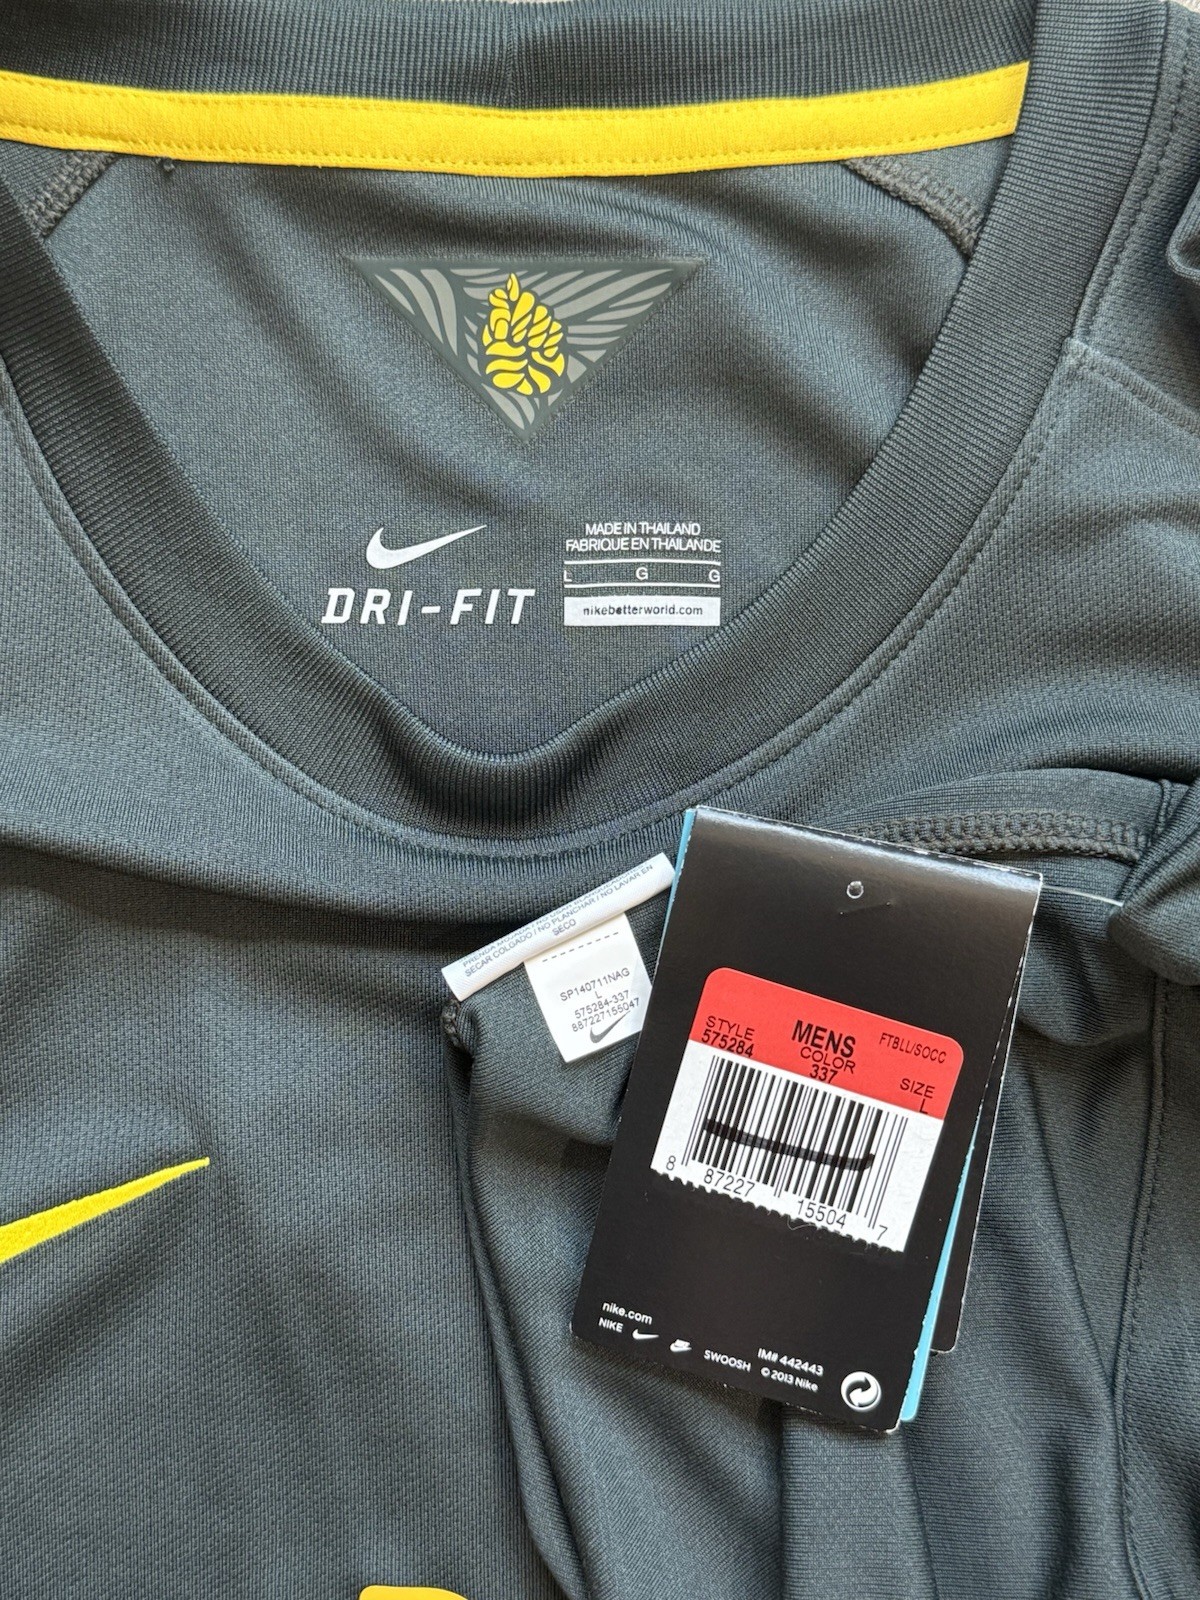 MADE IN THAILAND
FABRIQUE EN THAILANDE
L G G
nikebetterworld.com
DRI-FIT
SECAR COLGADO / NO PLANCHAR / NO LAVAR EN
SECO
SP140711NAG
L
575284-337
887227155047
STYLE
575284
MENS
COLOR
337
FTBLL/SOCC
SIZE
L
8 87227 15504 7
nike.com
NIKE
SWOOSH
IM# 442443
© 2013 Nike